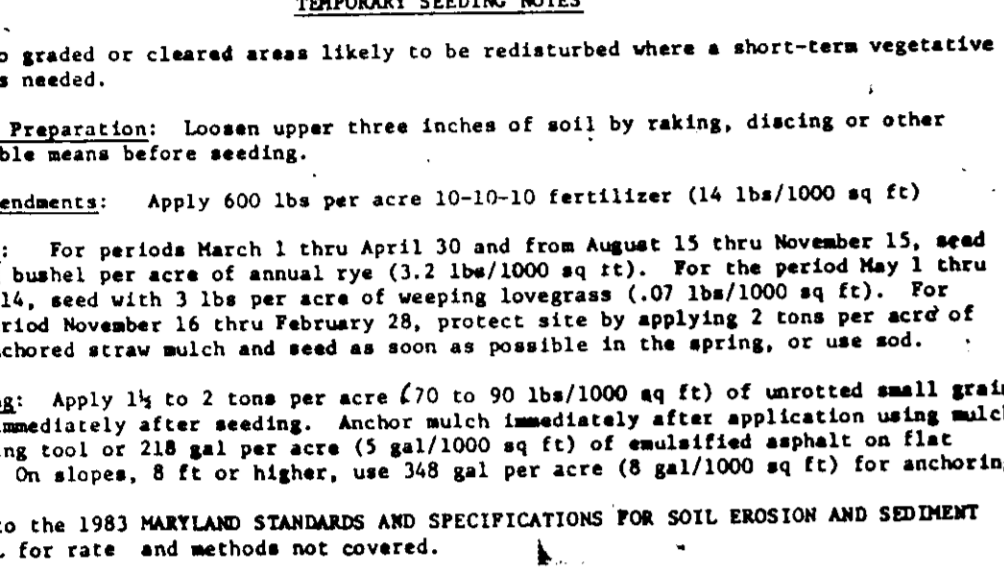 TEMPORARY SEEDING NOTES
o graded or cleared areas likely to be redisturbed where a short-term vegetative
s needed.
Preparation: Loosen upper three inches of soil by raking, discing or other
ble means before seeding.
endments: Apply 600 lbs per acre 10-10-10 fertilizer (14 lbs/1000 sq ft)
: For periods March 1 thru April 30 and from August 15 thru November 15, seed
bushel per acre of annual rye (3.2 lbs/1000 sq ft). For the period May 1 thru
14, seed with 3 lbs per acre of weeping lovegrass (.07 lbs/1000 sq ft). For
riod November 16 thru February 28, protect site by applying 2 tons per acre of
chored straw mulch and seed as soon as possible in the spring, or use sod.
ng: Apply 1½ to 2 tons per acre (70 to 90 lbs/1000 sq ft) of unrotted small grain
mmediately after seeding. Anchor mulch immediately after application using mulch
ing tool or 218 gal per acre (5 gal/1000 sq ft) of emulsified asphalt on flat
On slopes, 8 ft or higher, use 348 gal per acre (8 gal/1000 sq ft) for anchoring
to the 1983 MARYLAND STANDARDS AND SPECIFICATIONS FOR SOIL EROSION AND SEDIMENT
. for rate and methods not covered.